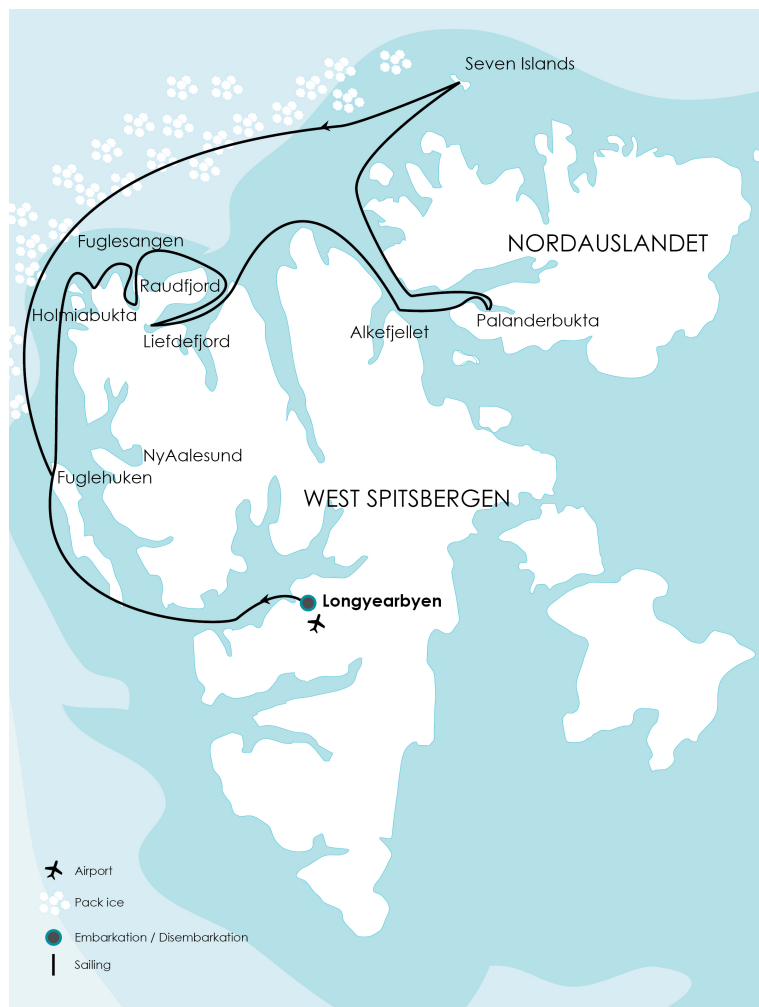 Seven Islands
Fuglesangen
NORDAUSLANDET
Raudfjord
Holmiabukta
Liefdefjord
Alkefjellet
Palanderbukta
NyAalesund
Fuglehuken
WEST SPITSBERGEN
Longyearbyen
Airport
Pack ice
Embarkation / Disembarkation
Sailing